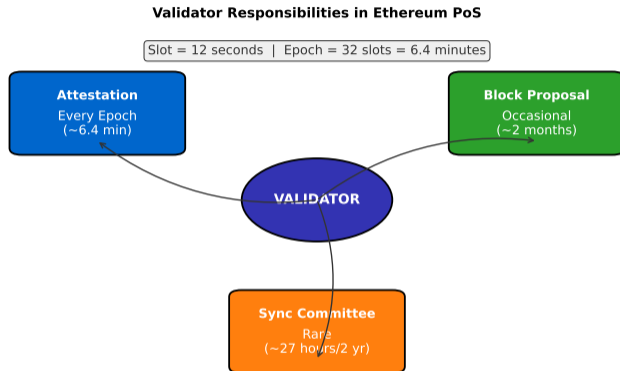 Validator Responsibilities in Ethereum PoS
Slot = 12 seconds | Epoch = 32 slots = 6.4 minutes
Attestation
Every Epoch
(~6.4 min)
Block Proposal
Occasional
(~2 months)
VALIDATOR
Sync Committee
Rare
(~27 hours/2 yr)